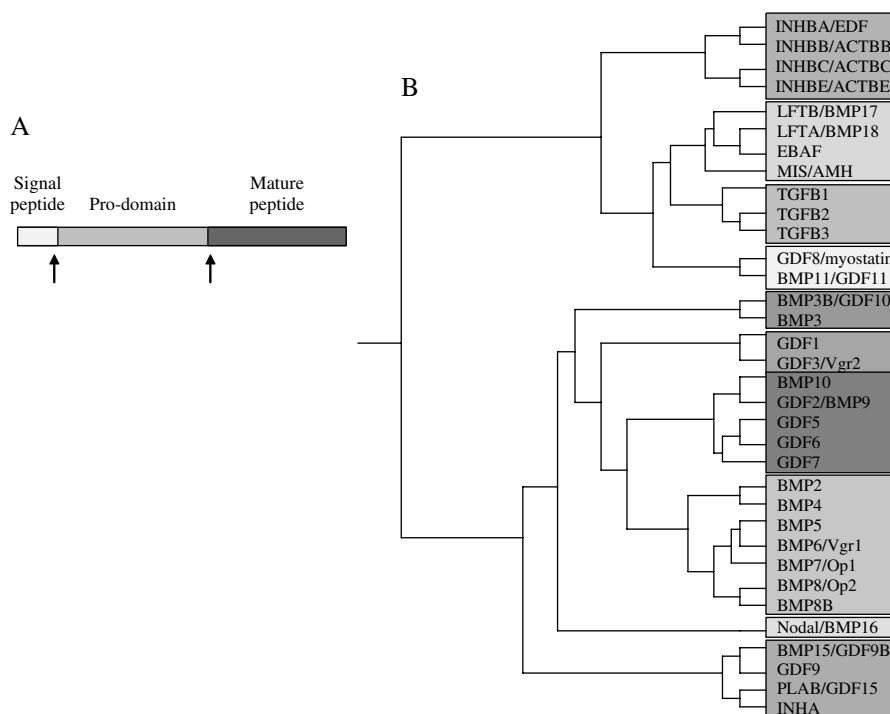 A
Signal
peptide
Pro-domain
Mature
peptide
B
INHBA/EDF
INHBB/ACTBB
INHBC/ACTBC
INHBE/ACTBE
LFTB/BMP17
LFTA/BMP18
EBAF
MIS/AMH
TGFB1
TGFB2
TGFB3
GDF8/myostatin
BMP11/GDF11
BMP3B/GDF10
BMP3
GDF1
GDF3/Vgr2
BMP10
GDF2/BMP9
GDF5
GDF6
GDF7
BMP2
BMP4
BMP5
BMP6/Vgr1
BMP7/Op1
BMP8/Op2
BMP8B
Nodal/BMP16
BMP15/GDF9B
GDF9
PLAB/GDF15
INHA